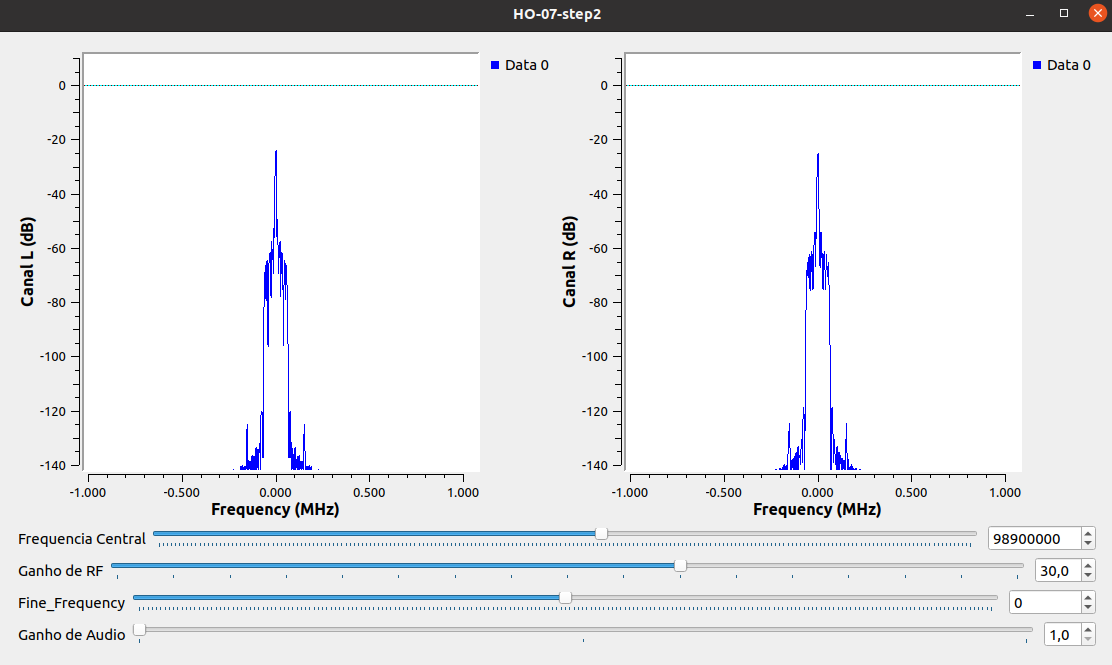 HO-07-step2
Data 0
Data 0
0
-20
-40
-60
-80
-100
-120
-140
Canal L (dB)
-1.000 -0.500 0.000 0.500 1.000
Frequency (MHz)
0
-20
-40
-60
-80
-100
-120
-140
Canal R (dB)
-1.000 -0.500 0.000 0.500 1.000
Frequency (MHz)
Frequencia Central 98900000
Ganho de RF 30,0
Fine_Frequency 0
Ganho de Audio 1,0